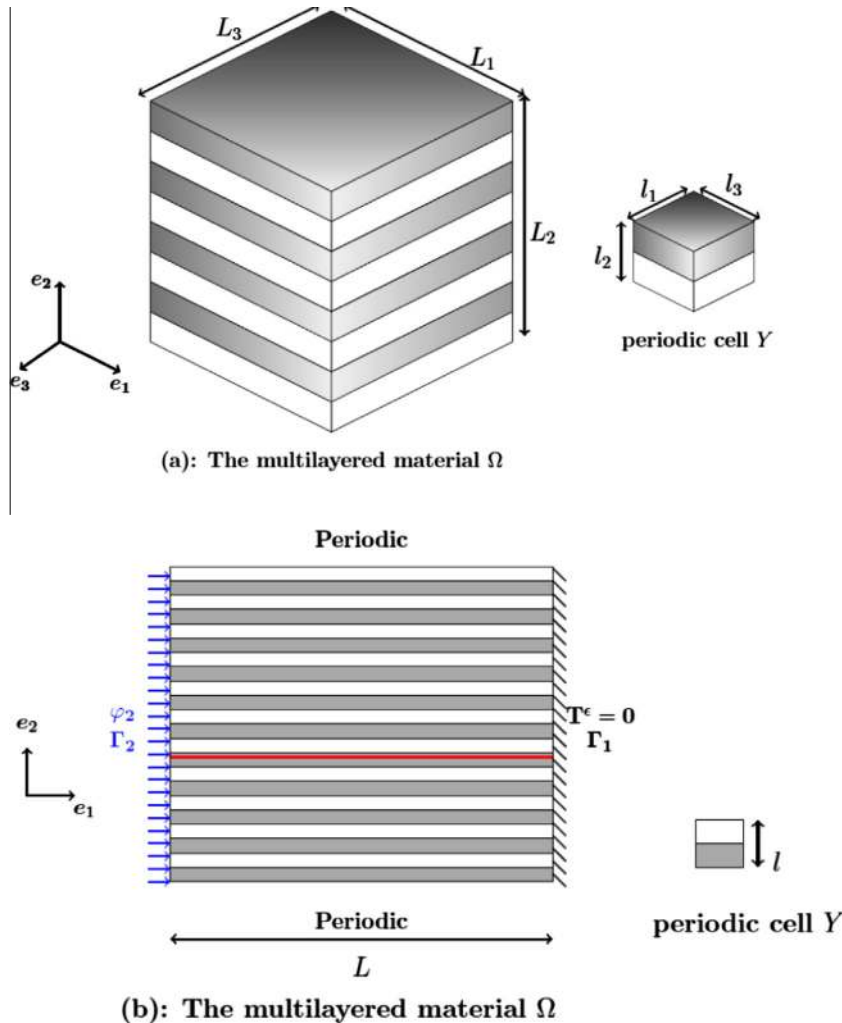 L₃
L₁
L₂
l₁
l₃
l₂
e₂
e₃
e₁
periodic cell Y
(a): The multilayered material Ω
Periodic
φ₂
Γ₂
Tᵋ = 0
Γ₁
e₂
e₁
l
Periodic
periodic cell Y
L
(b): The multilayered material Ω